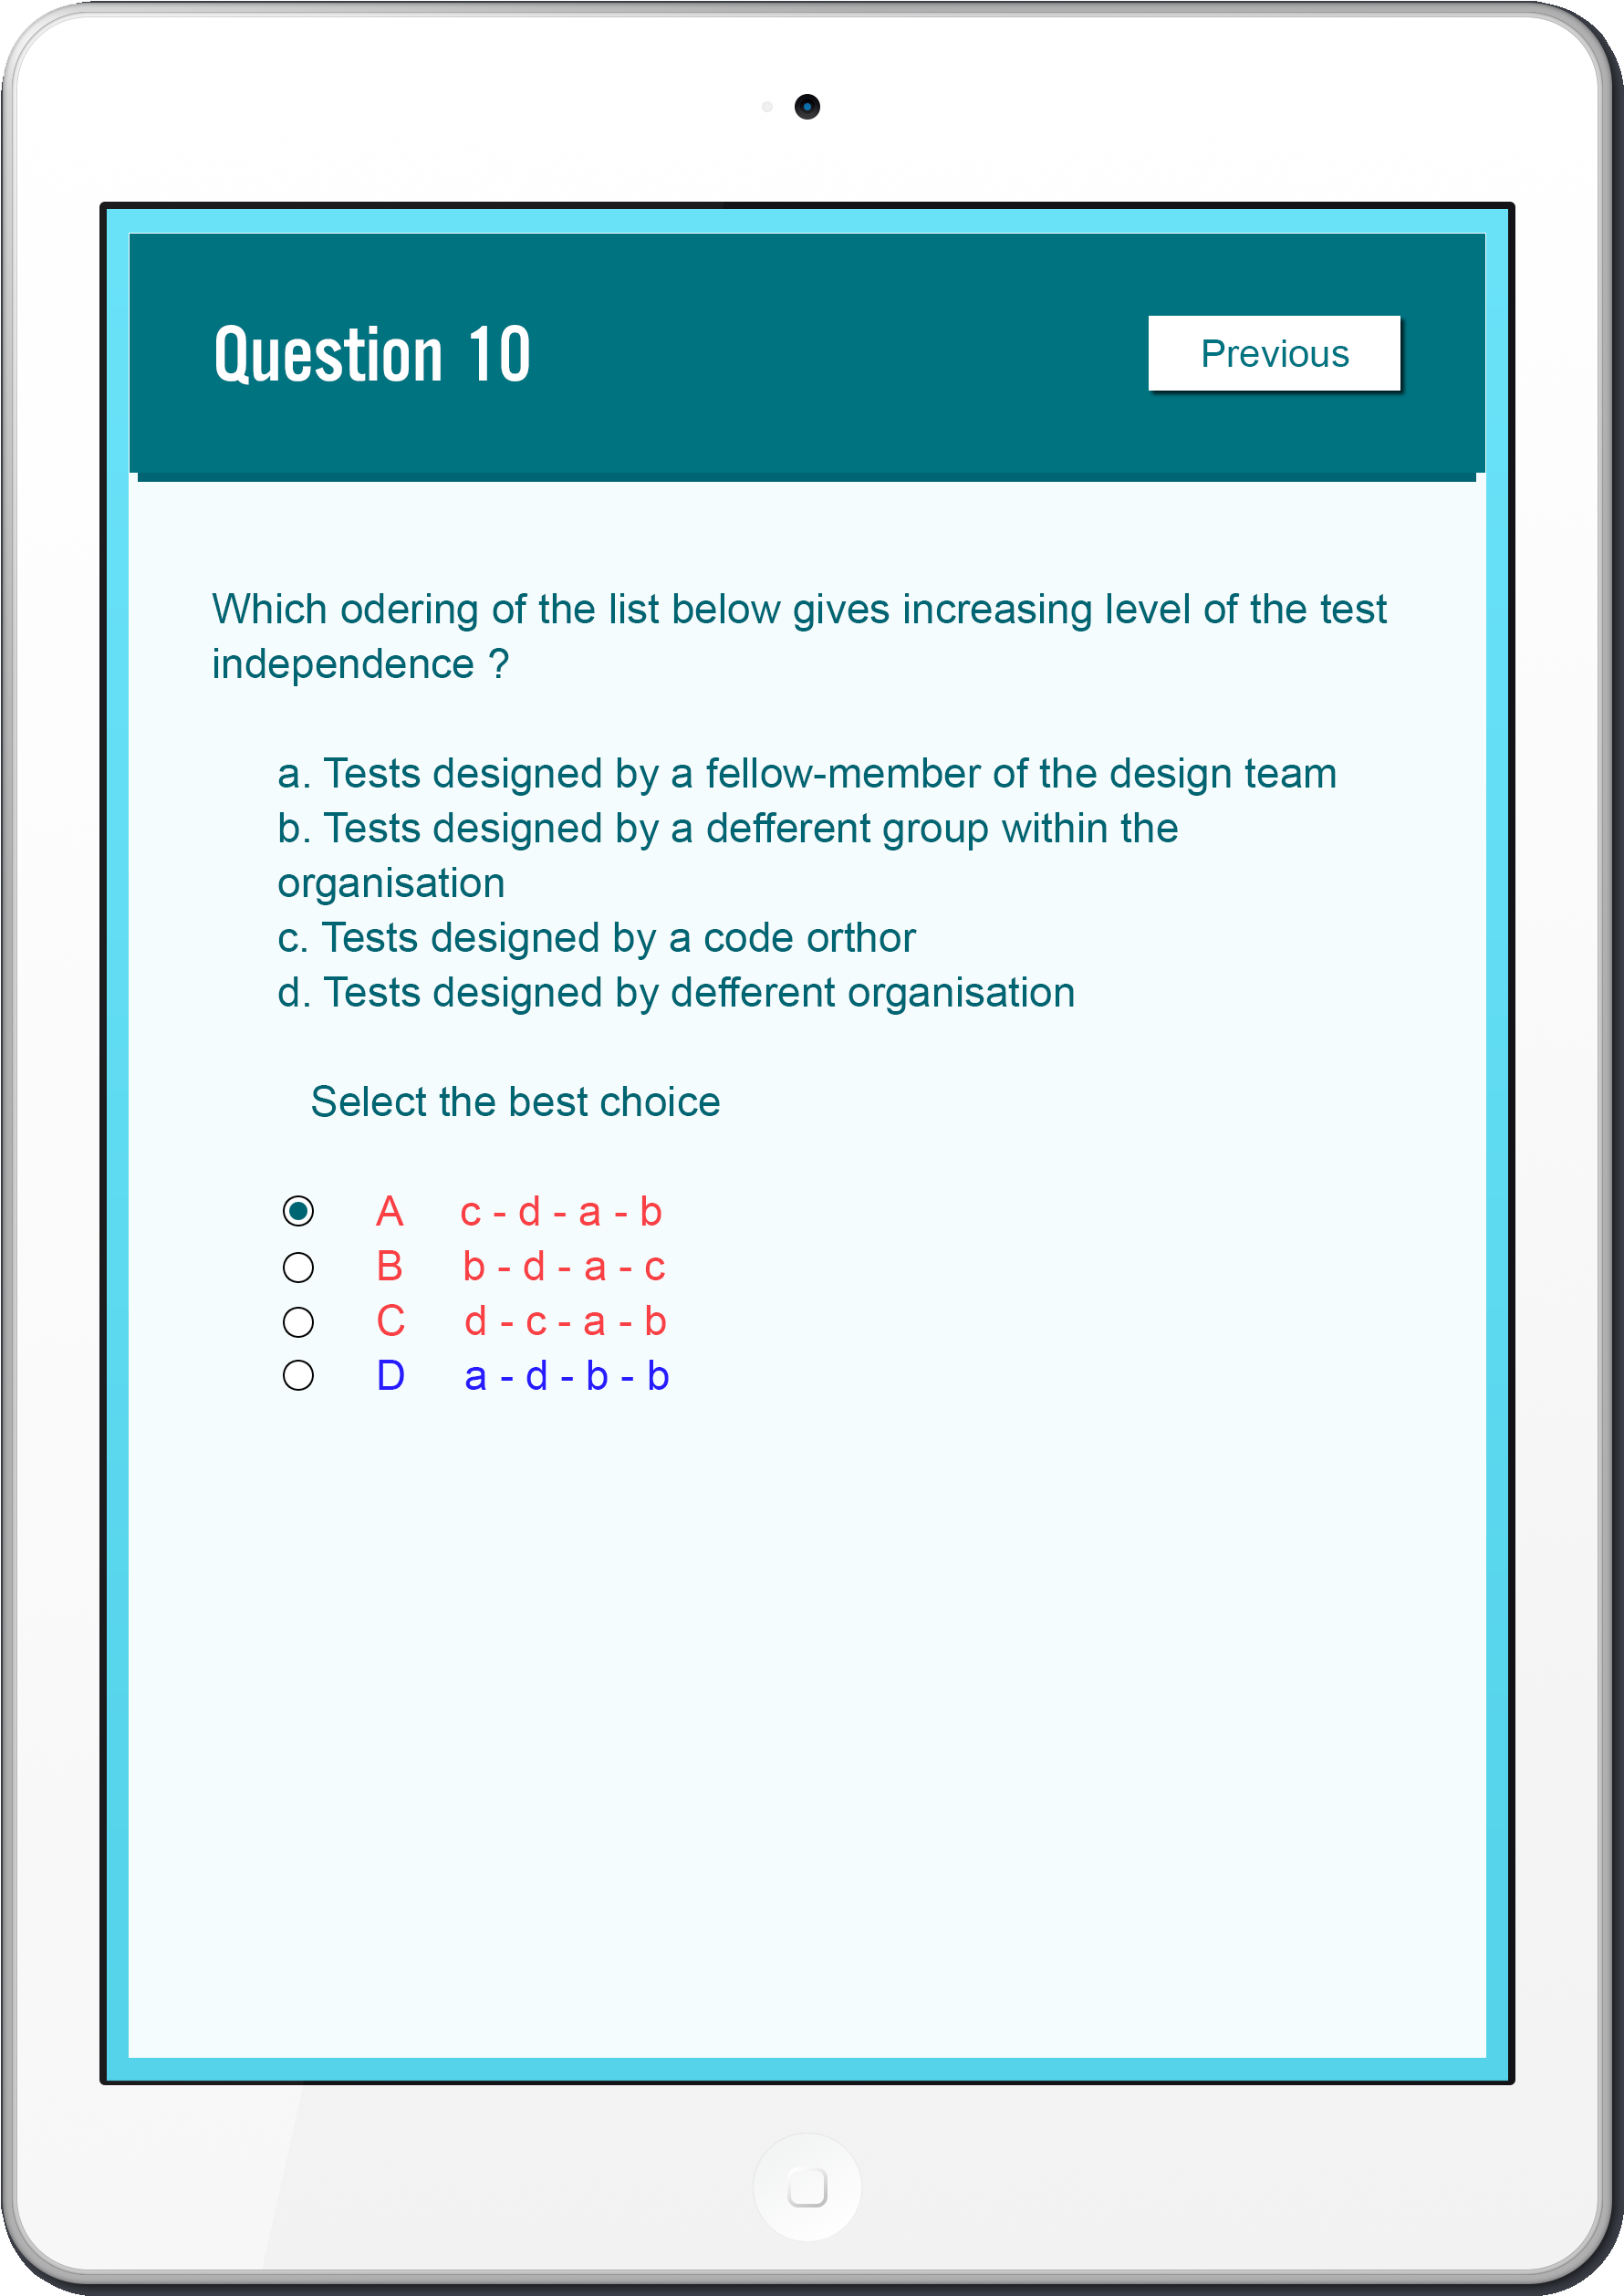 Question 10
Previous
Which odering of the list below gives increasing level of the test
independence ?
a. Tests designed by a fellow-member of the design team
b. Tests designed by a defferent group within the
organisation
c. Tests designed by a code orthor
d. Tests designed by defferent organisation
Select the best choice
A c - d - a - b
B b - d - a - c
C d - c - a - b
D a - d - b - b